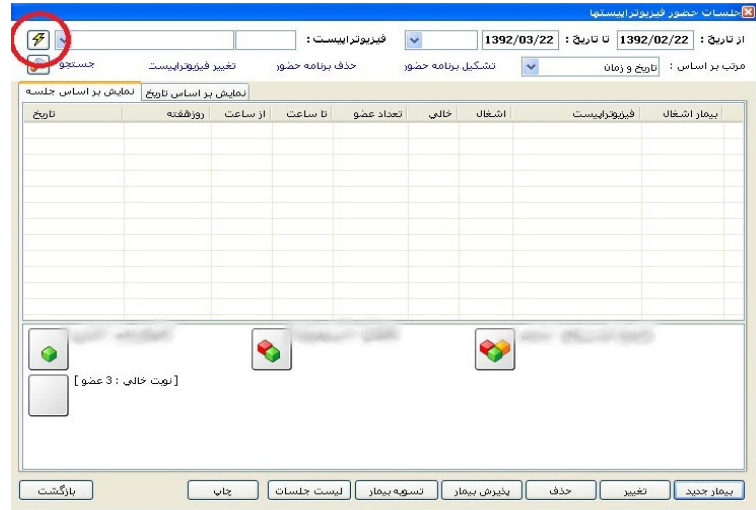 جلسات حضور فیزیوتراپیستها
از تاریخ : 1392/02/22 تا تاریخ : 1392/03/22 فیزیوتراپیست :
مرتب بر اساس : تاریخ و زمان تشکیل برنامه حضور حذف برنامه حضور تغییر فیزیوتراپیست جستجو
نمایش بر اساس تاریخ نمایش بر اساس جلسه
بیمار اشغال فیزیوتراپیست اشغال خالی تعداد عضو تا ساعت از ساعت روزهفته تاریخ
[نوبت خالی : 3 عضو ]
بیمار جدید تغییر حذف پذیرش بیمار تسویه بیمار لیست جلسات چاپ بازگشت